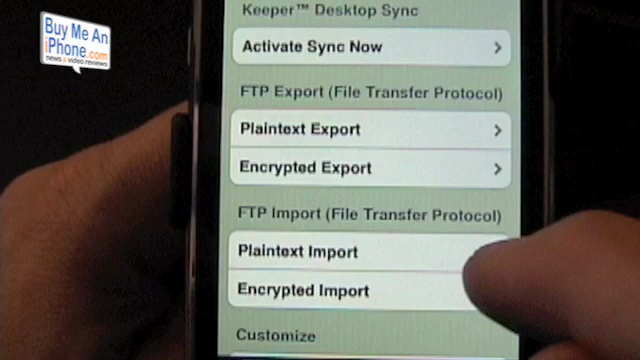 Buy Me An
iPhone.com
news & video reviews
Keeper™ Desktop Sync
Activate Sync Now
FTP Export (File Transfer Protocol)
Plaintext Export
Encrypted Export
FTP Import (File Transfer Protocol)
Plaintext Import
Encrypted Import
Customize